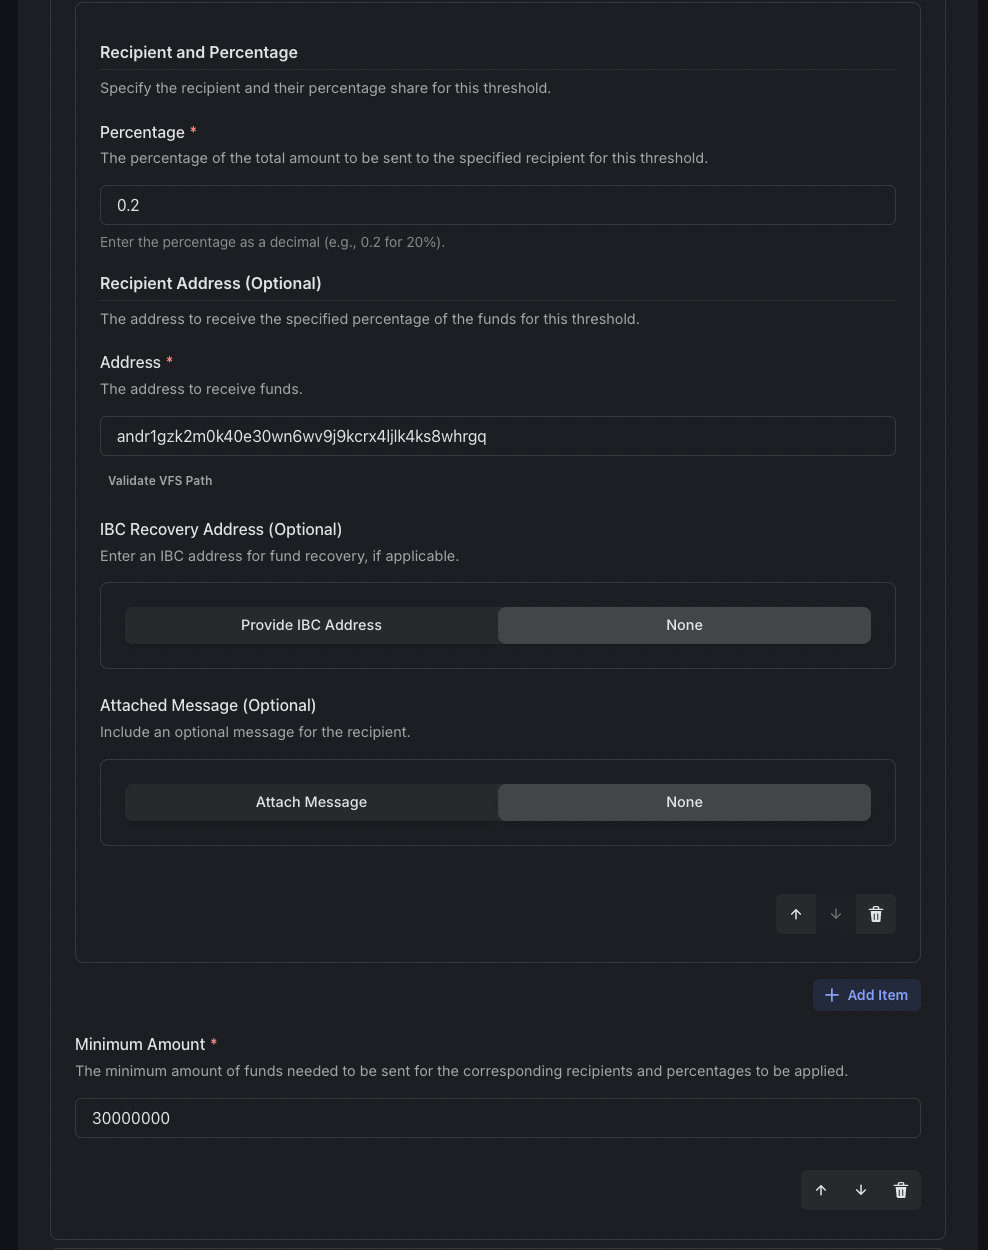 Recipient and Percentage
Specify the recipient and their percentage share for this threshold.
Percentage *
The percentage of the total amount to be sent to the specified recipient for this threshold.
0.2
Enter the percentage as a decimal (e.g., 0.2 for 20%).
Recipient Address (Optional)
The address to receive the specified percentage of the funds for this threshold.
Address *
The address to receive funds.
andr1gzk2m0k40e30wn6wv9j9kcrx4ljlk4ks8whrgq
Validate VFS Path
IBC Recovery Address (Optional)
Enter an IBC address for fund recovery, if applicable.
Provide IBC Address None
Attached Message (Optional)
Include an optional message for the recipient.
Attach Message None
Add Item
Minimum Amount *
The minimum amount of funds needed to be sent for the corresponding recipients and percentages to be applied.
30000000